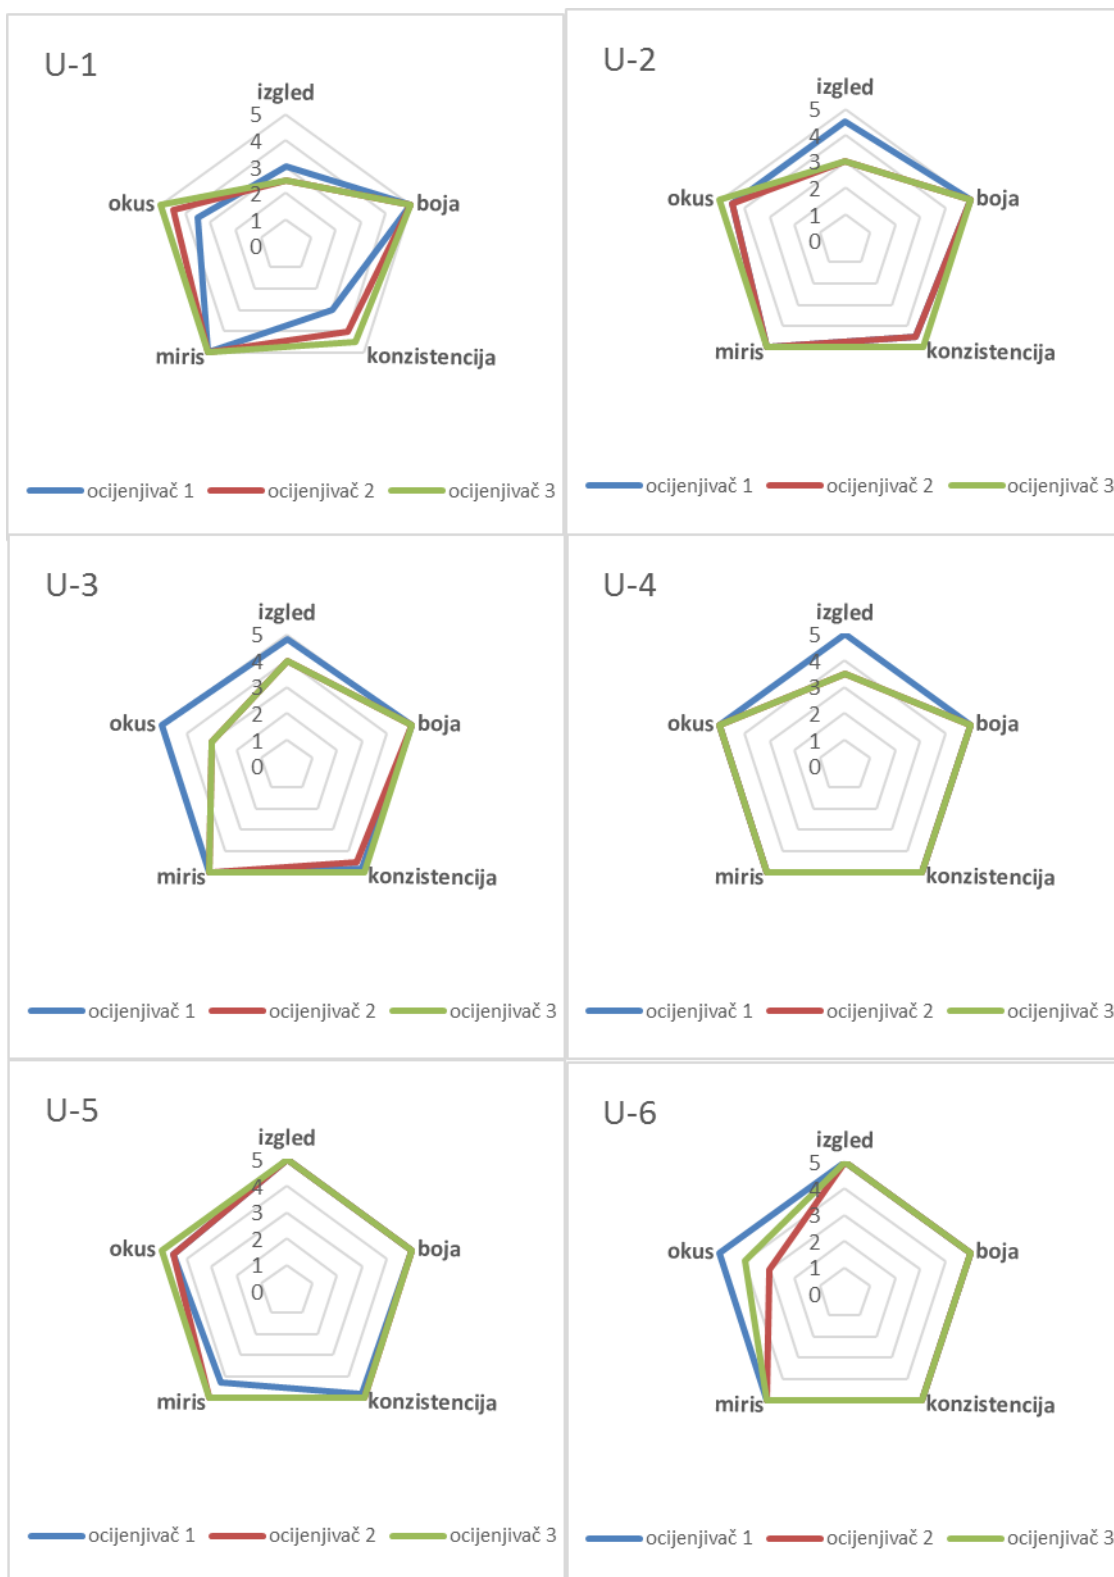 U-1
izgled
5
4
3
2
1
0
okus
boja
miris
konzistencija
ocijenjivač 1 ocijenjivač 2 ocijenjivač 3
U-2
izgled
5
4
3
2
1
0
okus
boja
miris
konzistencija
ocijenjivač 1 ocijenjivač 2 ocijenjivač 3
U-3
izgled
5
4
3
2
1
0
okus
boja
miris
konzistencija
ocijenjivač 1 ocijenjivač 2 ocijenjivač 3
U-4
izgled
5
4
3
2
1
0
okus
boja
miris
konzistencija
ocijenjivač 1 ocijenjivač 2 ocijenjivač 3
U-5
izgled
5
4
3
2
1
0
okus
boja
miris
konzistencija
ocijenjivač 1 ocijenjivač 2 ocijenjivač 3
U-6
izgled
5
4
3
2
1
0
okus
boja
miris
konzistencija
ocijenjivač 1 ocijenjivač 2 ocijenjivač 3